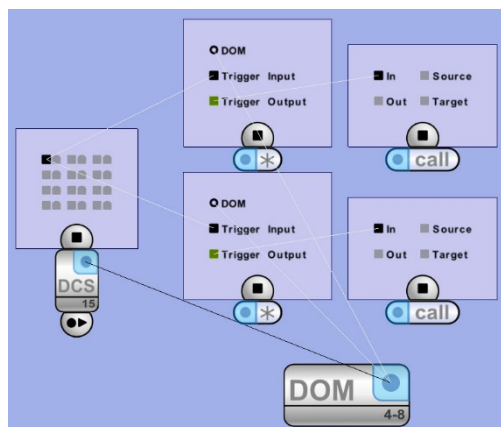 DOM
Trigger Input
Trigger Output
In Source
Out Target
*
call
DOM
Trigger Input
Trigger Output
In Source
Out Target
*
call
DCS
15
DOM
4-8